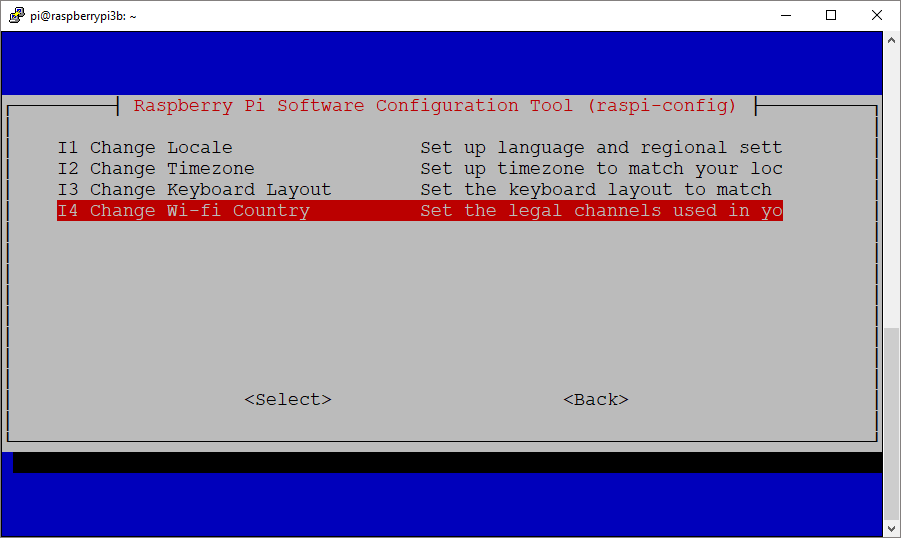 pi@raspberrypi3b: ~
Raspberry Pi Software Configuration Tool (raspi-config)
I1 Change Locale Set up language and regional sett
I2 Change Timezone Set up timezone to match your loc
I3 Change Keyboard Layout Set the keyboard layout to match
I4 Change Wi-fi Country Set the legal channels used in yo
<Select> <Back>